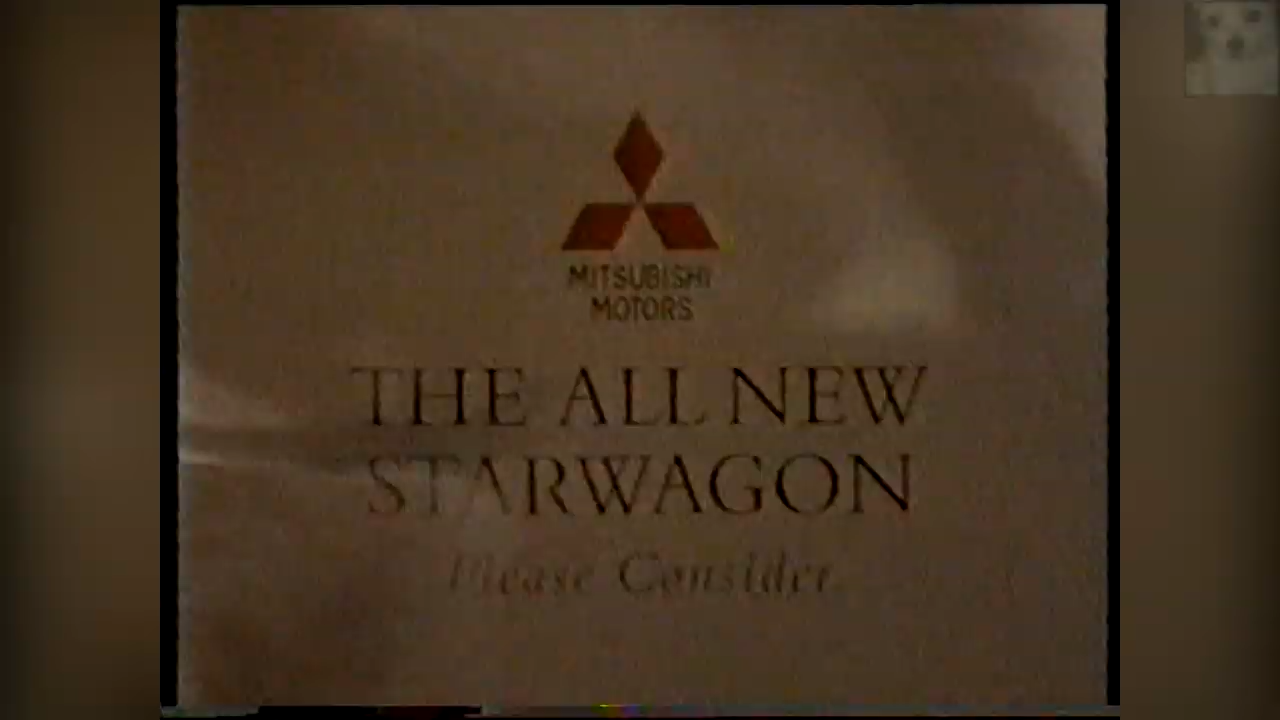 MITSUBISHI
MOTORS
THE ALL NEW
STARWAGON
Please Consider.